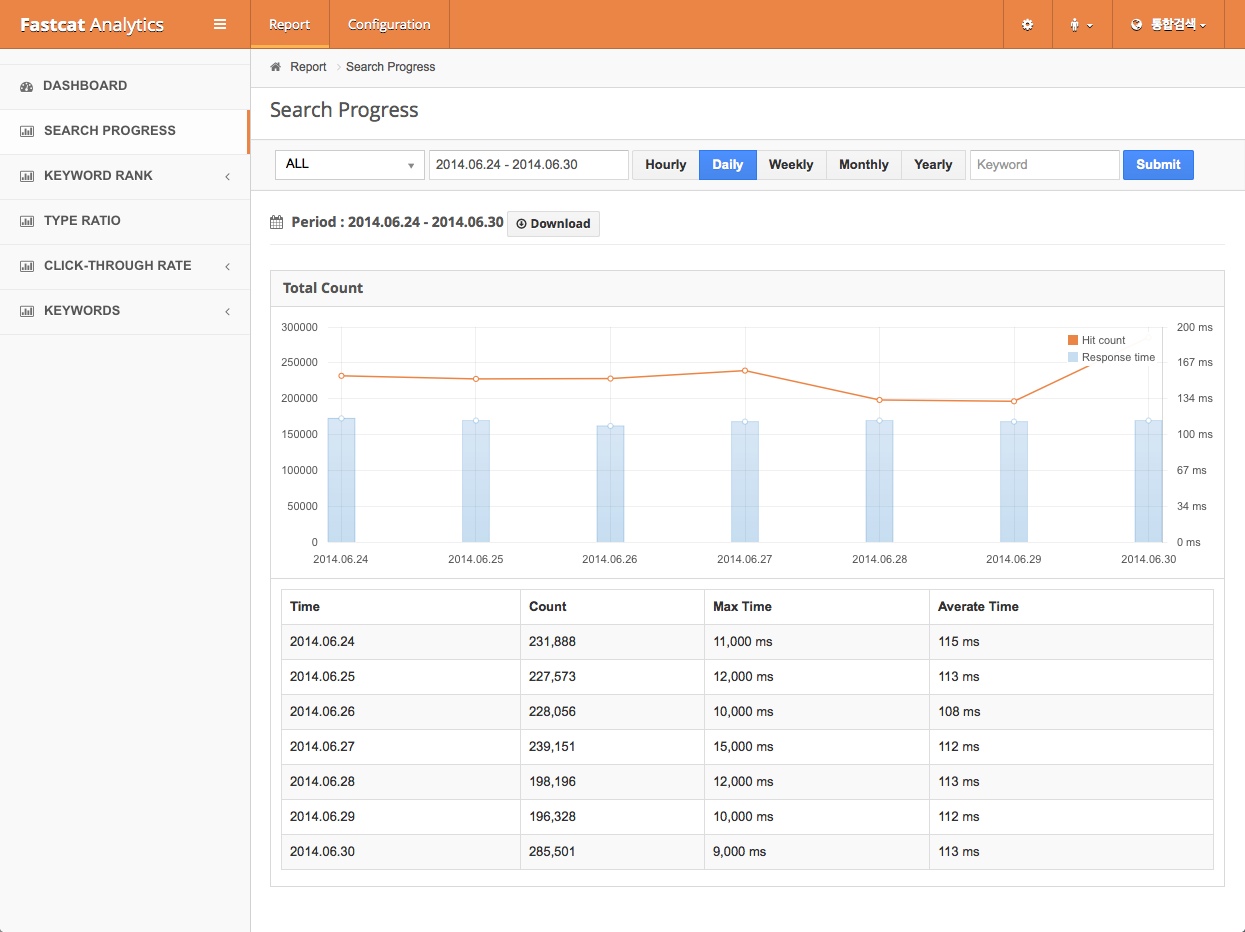 Fastcat Analytics Report Configuration 통합검색
Report Search Progress
DASHBOARD
SEARCH PROGRESS
KEYWORD RANK
TYPE RATIO
CLICK-THROUGH RATE
KEYWORDS
Search Progress
ALL 2014.06.24 - 2014.06.30 Hourly Daily Weekly Monthly Yearly Keyword Submit
Period : 2014.06.24 - 2014.06.30 Download
Total Count
300000 200 ms
Hit count
Response time
250000 167 ms
200000 134 ms
150000 100 ms
100000 67 ms
50000 34 ms
0 0 ms
2014.06.24 2014.06.25 2014.06.26 2014.06.27 2014.06.28 2014.06.29 2014.06.30
Time Count Max Time Averate Time
2014.06.24 231,888 11,000 ms 115 ms
2014.06.25 227,573 12,000 ms 113 ms
2014.06.26 228,056 10,000 ms 108 ms
2014.06.27 239,151 15,000 ms 112 ms
2014.06.28 198,196 12,000 ms 113 ms
2014.06.29 196,328 10,000 ms 112 ms
2014.06.30 285,501 9,000 ms 113 ms